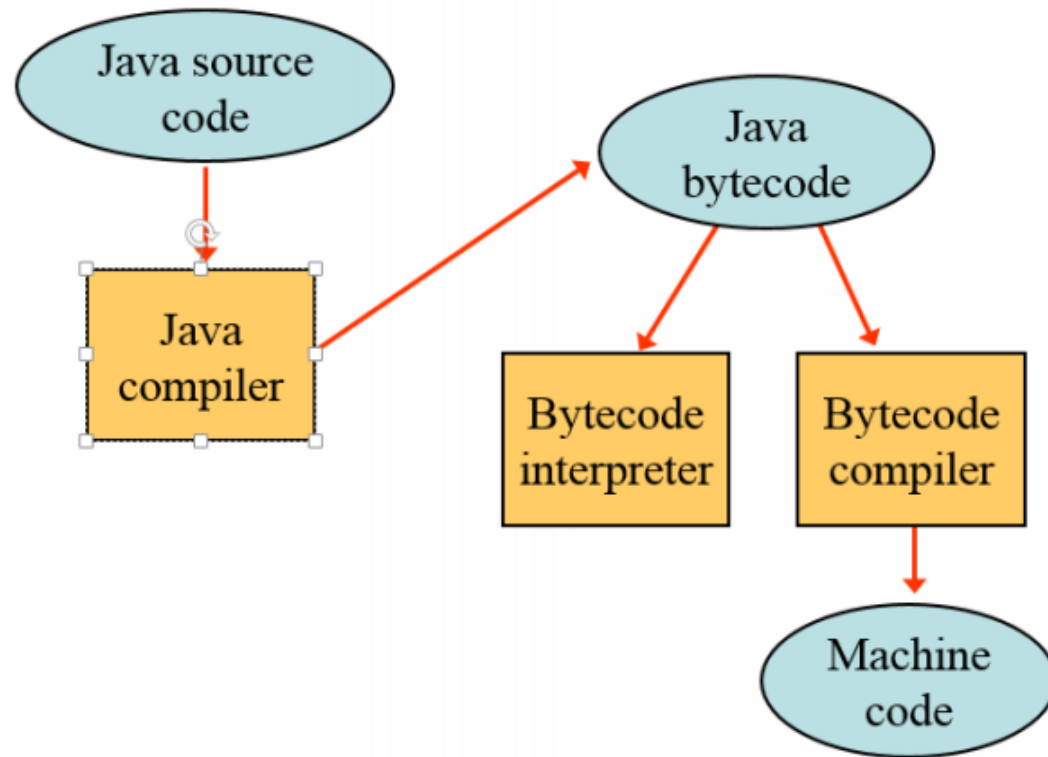 Java source
code
Java
compiler
Java
bytecode
Bytecode
interpreter
Bytecode
compiler
Machine
code